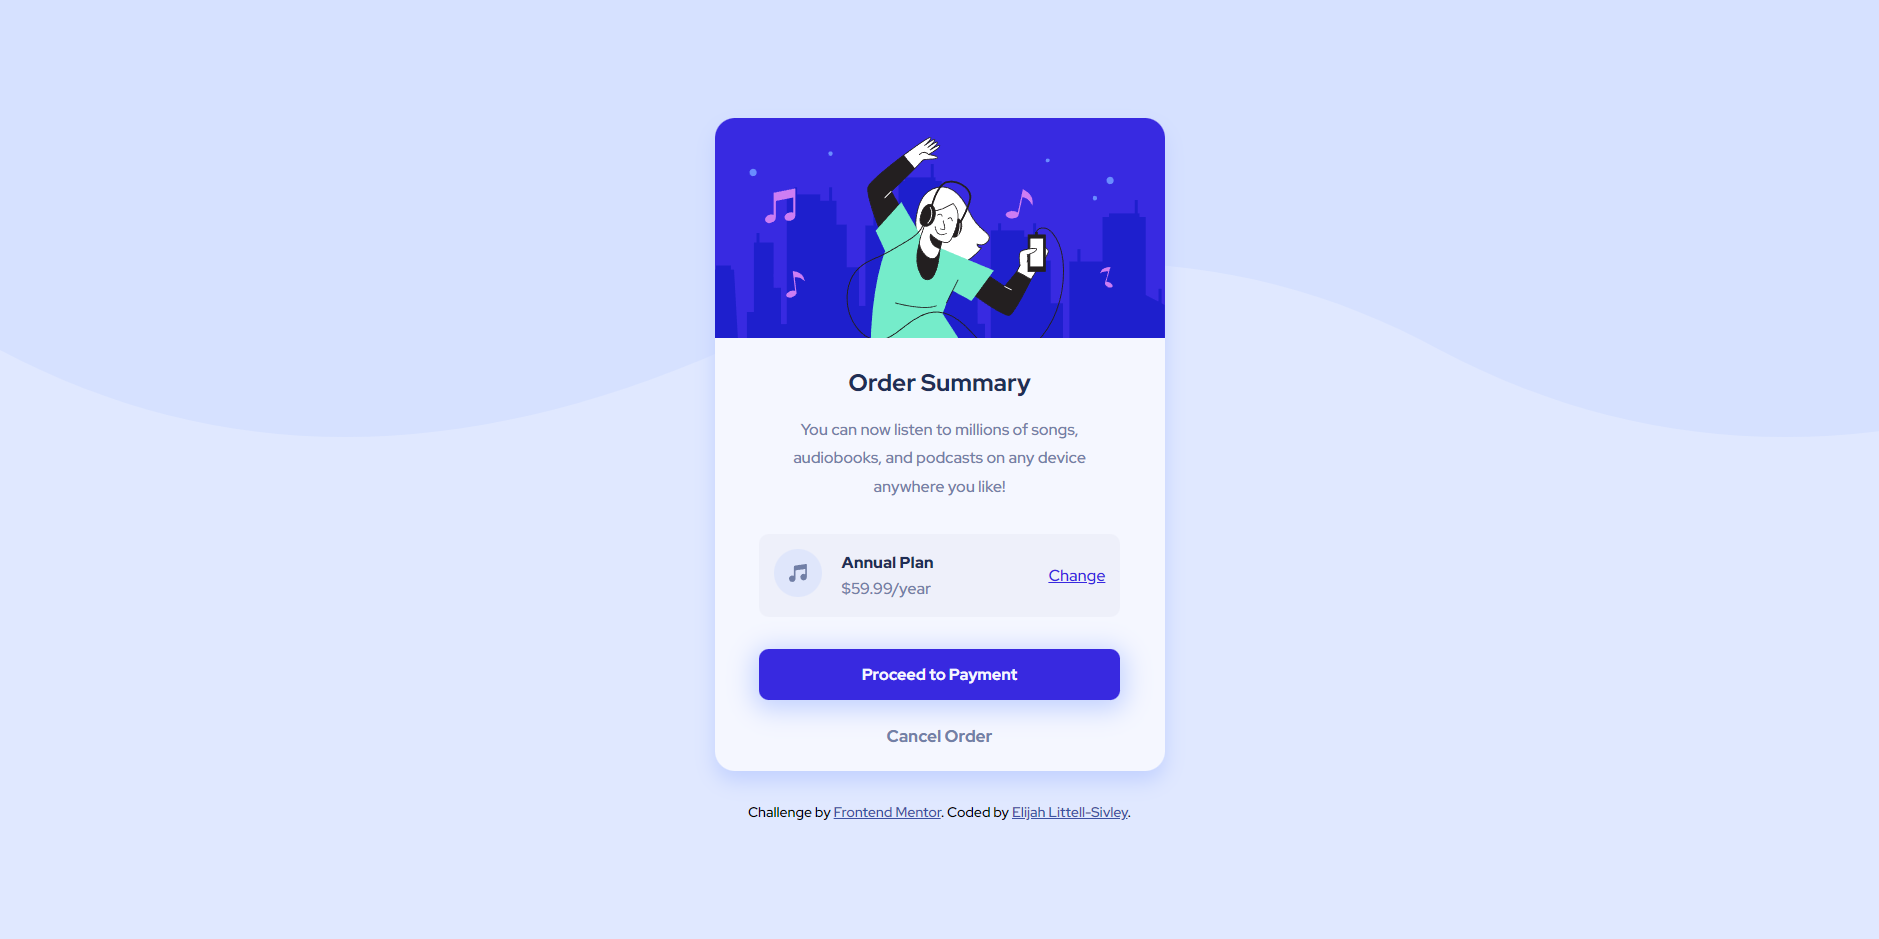 Order Summary
You can now listen to millions of songs,
audiobooks, and podcasts on any device
anywhere you like!
Annual Plan
$59.99/year
Change
Proceed to Payment
Cancel Order
Challenge by Frontend Mentor. Coded by Elijah Littell-Sivley.